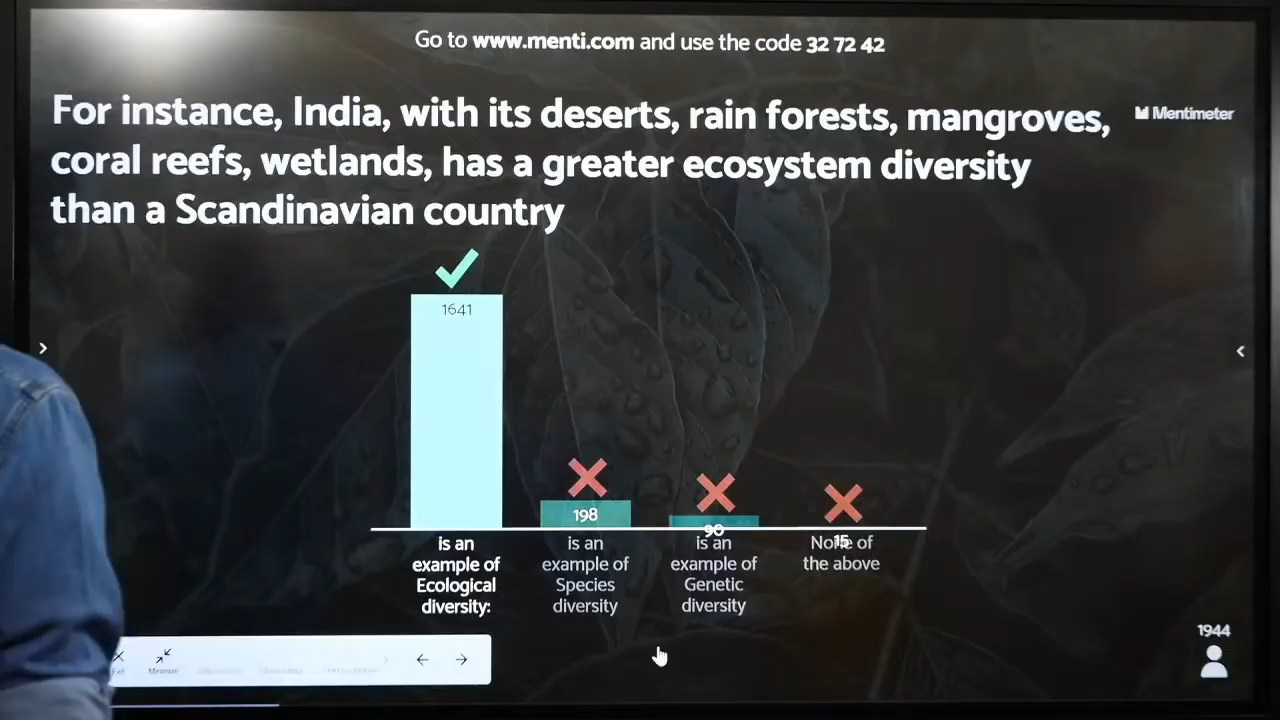 Go to www.menti.com and use the code 32 72 42
For instance, India, with its deserts, rain forests, mangroves,
coral reefs, wetlands, has a greater ecosystem diversity
than a Scandinavian country
Mentimeter
1641
198
90
15
is an
example of
Ecological
diversity:
is an
example of
Species
diversity
is an
example of
Genetic
diversity
None of
the above
Minimize
1944